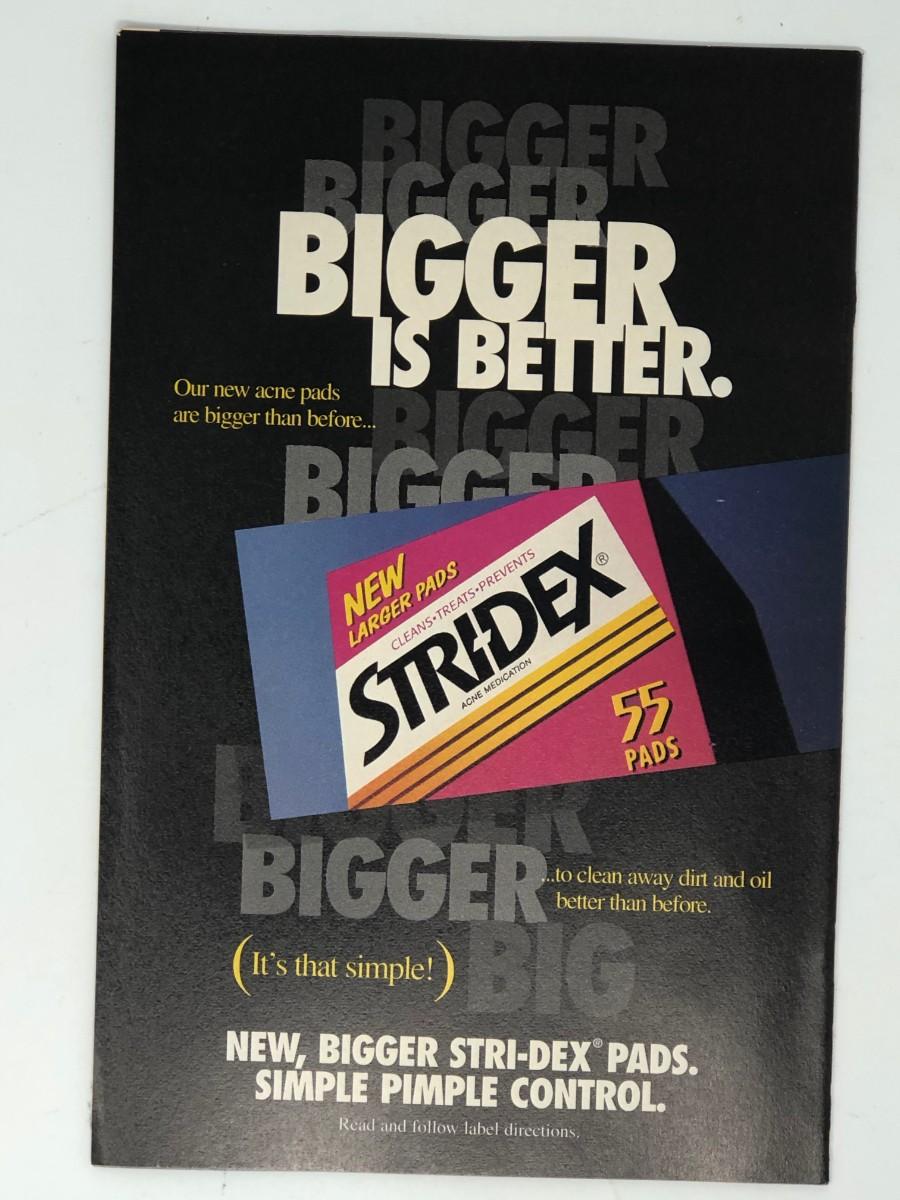 BIGGER
BIGGER
BIGGER
IS BETTER.
Our new acne pads
are bigger than before...
BIGGER
BIGGER
NEW
LARGER PADS
CLEANS•TREATS•PREVENTS
STRI-DEX®
ACNE MEDICATION
55
PADS
BIGGER
BIGGER
...to clean away dirt and oil
better than before.
(It's that simple!)
BIG
NEW, BIGGER STRI-DEX® PADS.
SIMPLE PIMPLE CONTROL.
Read and follow label directions.